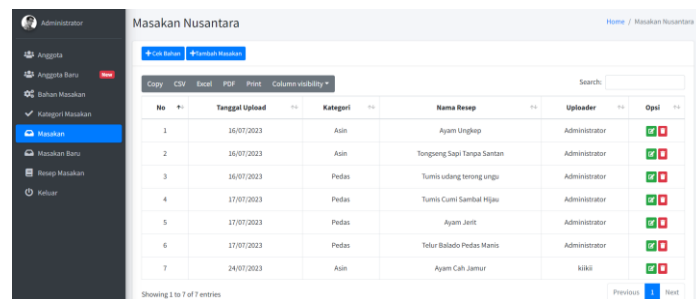 Administrator
Masakan Nusantara
Home / Masakan Nusantara
Anggota
Anggota Baru New
Bahan Masakan
Kategori Masakan
Masakan
Masakan Baru
Resep Masakan
Keluar
+Cek Bahan +Tambah Masakan
Copy CSV Excel PDF Print Column visibility
Search:
No Tanggal Upload Kategori Nama Resep Uploader Opsi
1 16/07/2023 Asin Ayam Ungkep Administrator
2 16/07/2023 Asin Tongseng Sapi Tanpa Santan Administrator
3 16/07/2023 Pedas Tumis udang terong ungu Administrator
4 17/07/2023 Pedas Tumis Cumi Sambal Hijau Administrator
5 17/07/2023 Pedas Ayam Jerit Administrator
6 17/07/2023 Pedas Telur Balado Pedas Manis Administrator
7 24/07/2023 Asin Ayam Cah Jamur kiikii
Showing 1 to 7 of 7 entries
Previous 1 Next